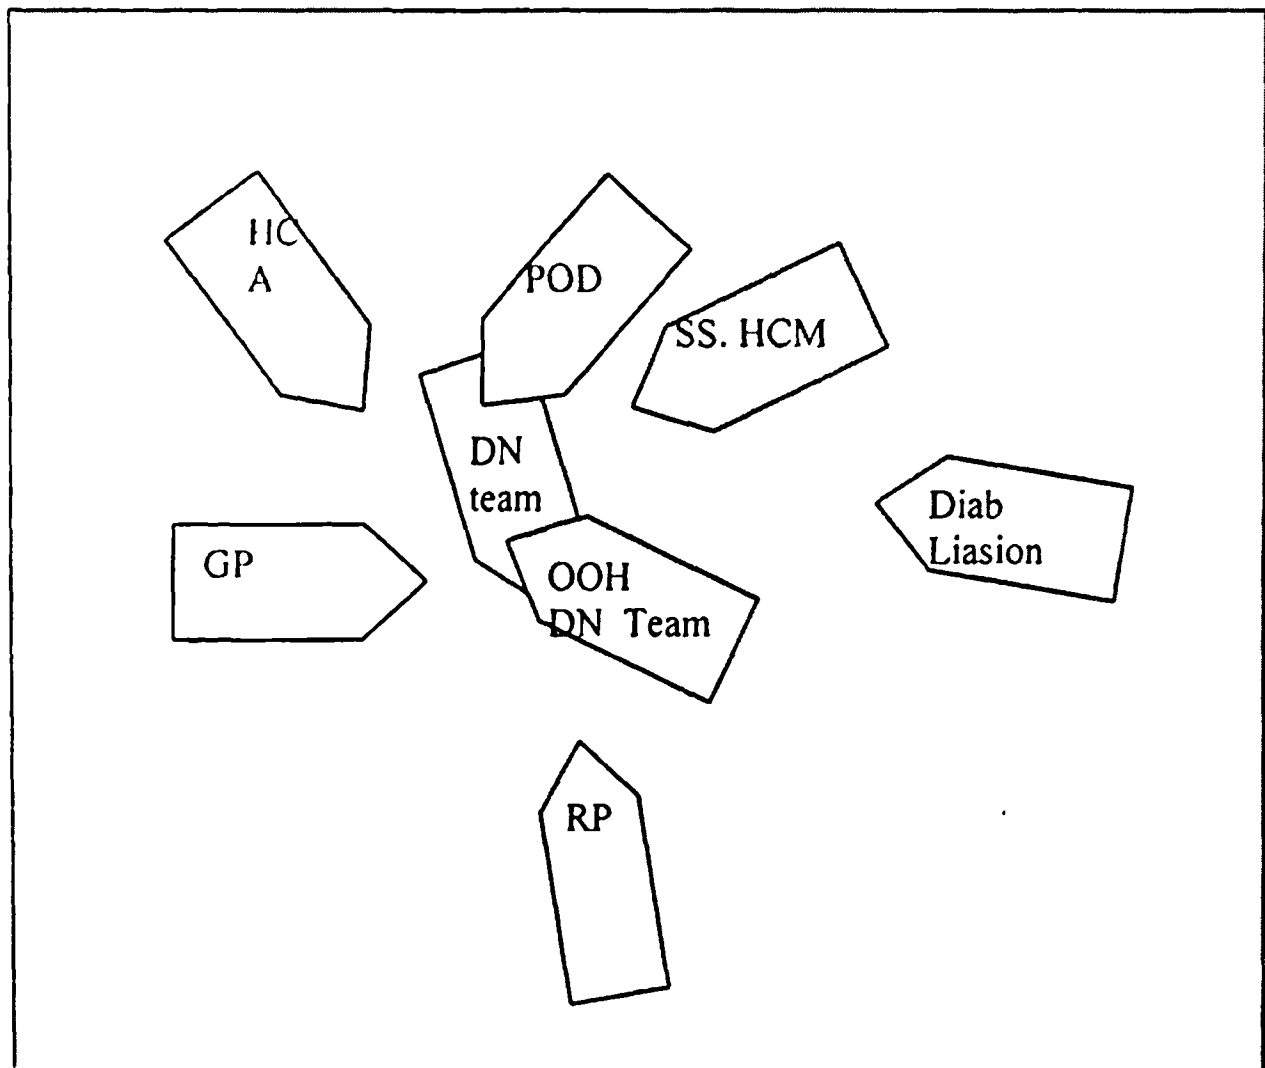 HC
A
POD
SS. HCM
DN
team
Diab
Liasion
GP
OOH
DN Team
RP